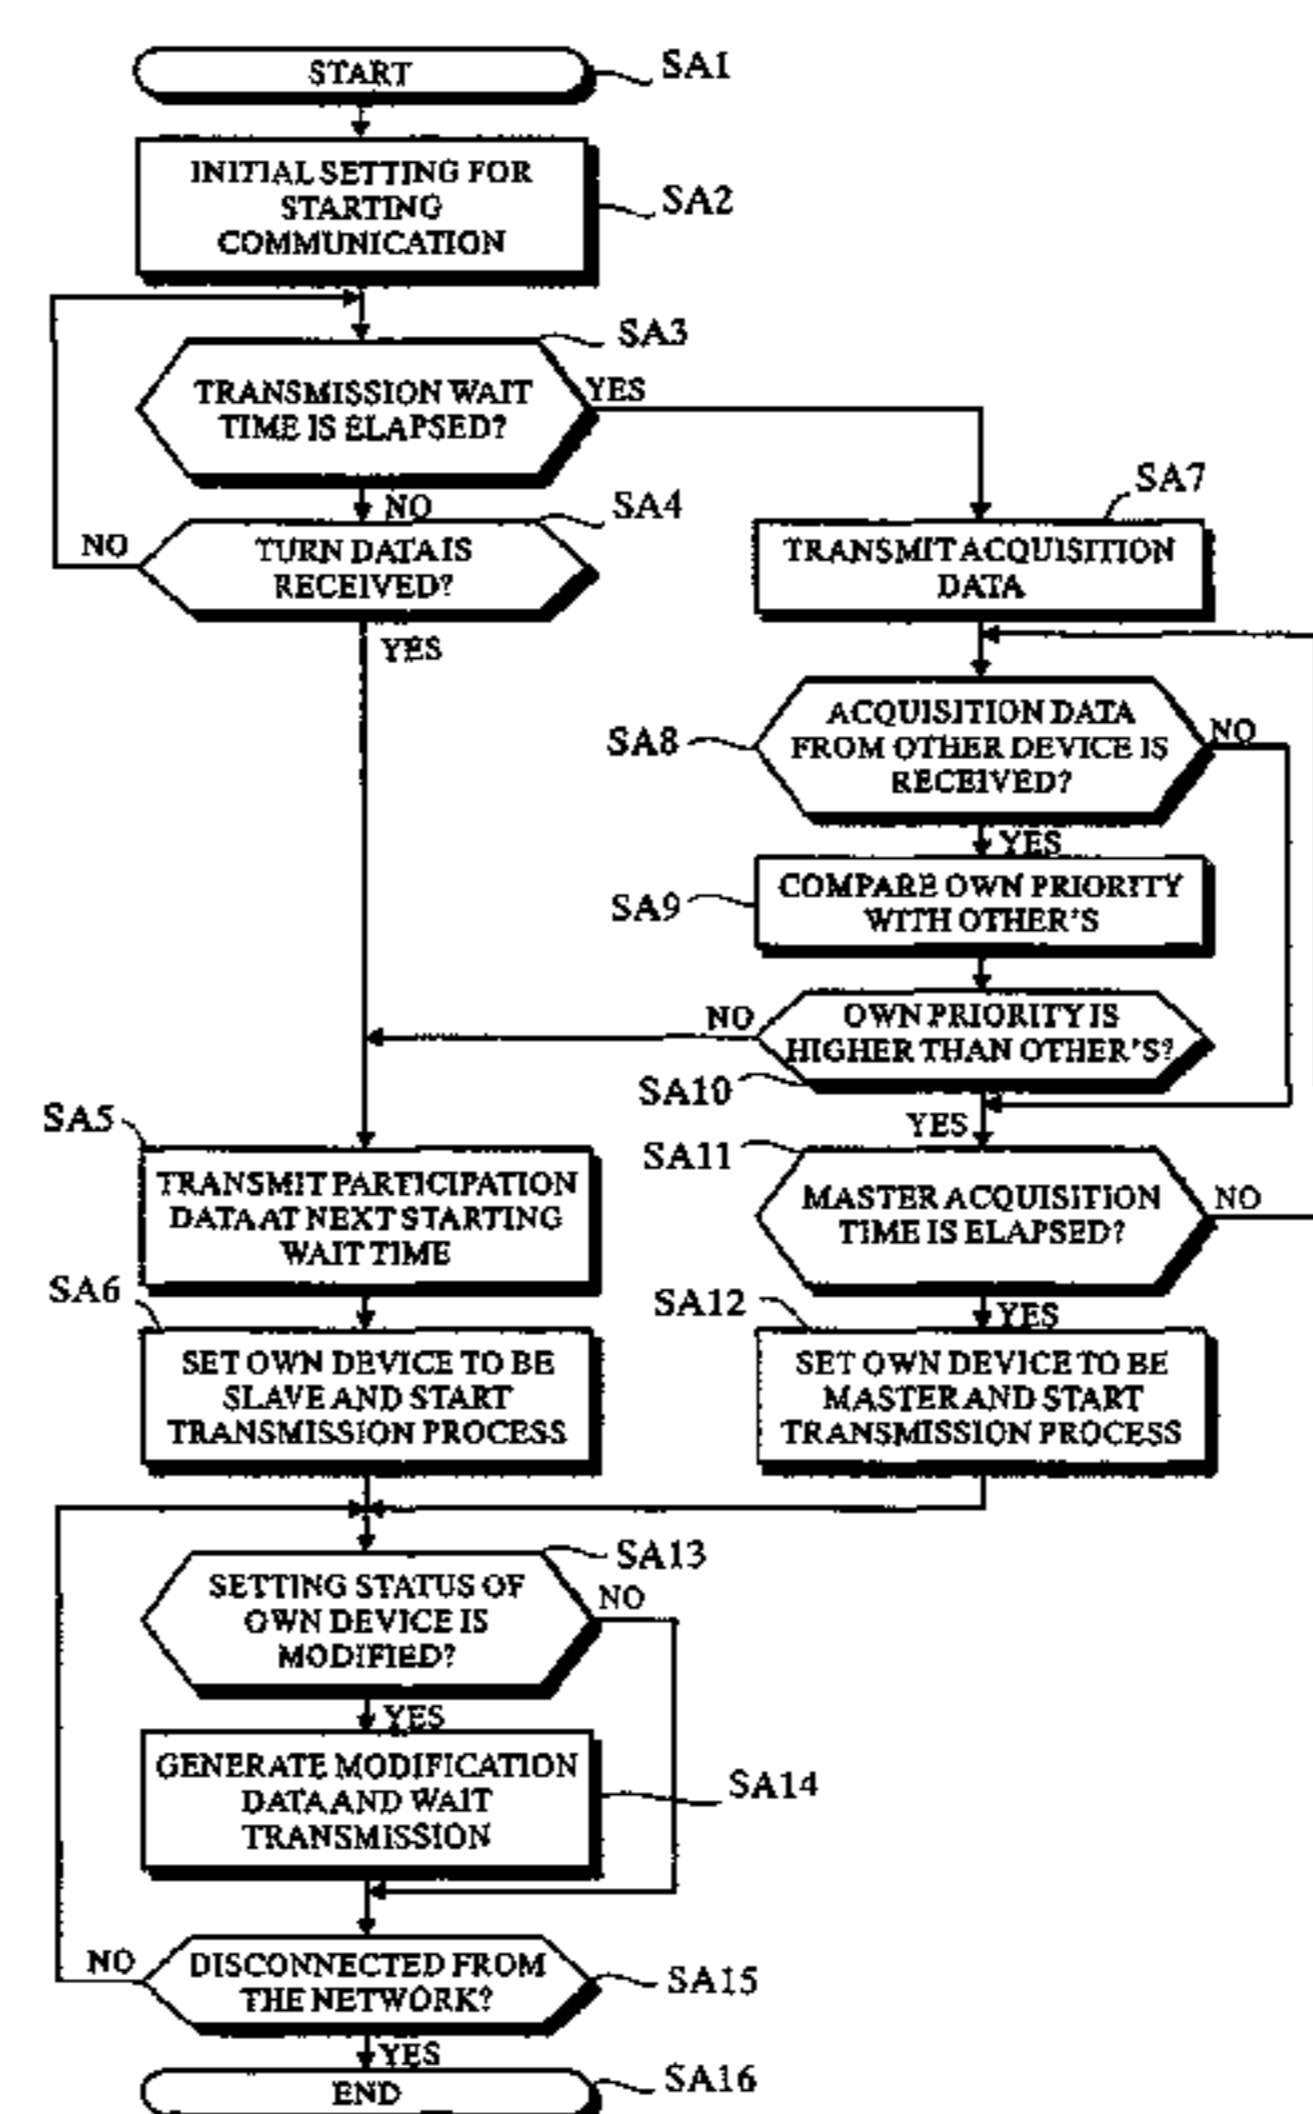 START
SA1
INITIAL SETTING FOR
STARTING
COMMUNICATION
SA2
SA3
TRANSMISSION WAIT
TIME IS ELAPSED?
YES
NO
SA4
TURN DATA IS
RECEIVED?
NO
YES
SA7
TRANSMIT ACQUISITION
DATA
SA8
ACQUISITION DATA
FROM OTHER DEVICE IS
RECEIVED?
NO
YES
SA9
COMPARE OWN PRIORITY
WITH OTHER'S
NO
OWN PRIORITY IS
HIGHER THAN OTHER'S?
SA10
YES
SA5
TRANSMIT PARTICIPATION
DATA AT NEXT STARTING
WAIT TIME
SA11
MASTER ACQUISITION
TIME IS ELAPSED?
NO
YES
SA6
SET OWN DEVICE TO BE
SLAVE AND START
TRANSMISSION PROCESS
SA12
SET OWN DEVICE TO BE
MASTER AND START
TRANSMISSION PROCESS
SA13
SETTING STATUS OF
OWN DEVICE IS
MODIFIED?
NO
YES
GENERATE MODIFICATION
DATA AND WAIT
TRANSMISSION
SA14
NO
DISCONNECTED FROM
THE NETWORK?
SA15
YES
END
SA16